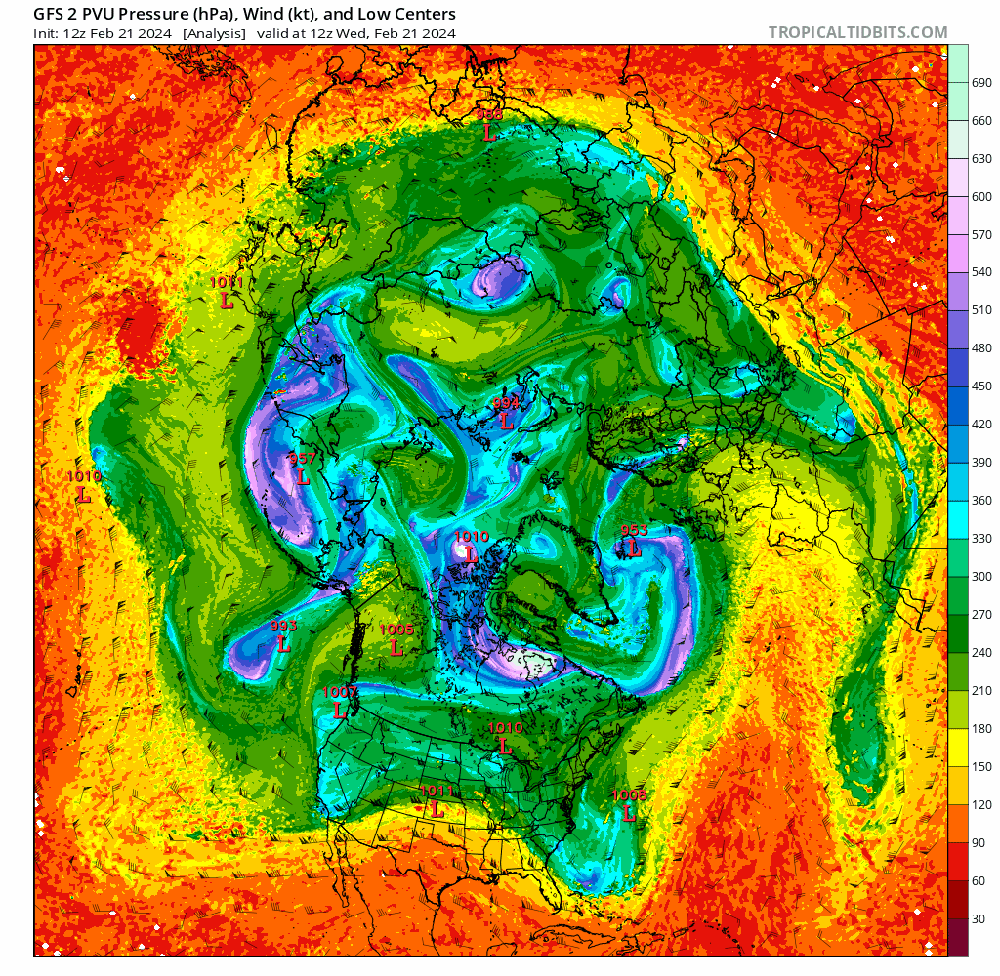 GFS 2 PVU Pressure (hPa), Wind (kt), and Low Centers
Init: 12z Feb 21 2024 [Analysis] valid at 12z Wed, Feb 21 2024
TROPICALTIDBITS.COM
988
L
1011
L
994
L
957
L
1010
L
1010
L
953
L
993
L
1005
L
1007
L
1010
L
1011
L
1008
L
690
660
630
600
570
540
510
480
450
420
390
360
330
300
270
240
210
180
150
120
90
60
30